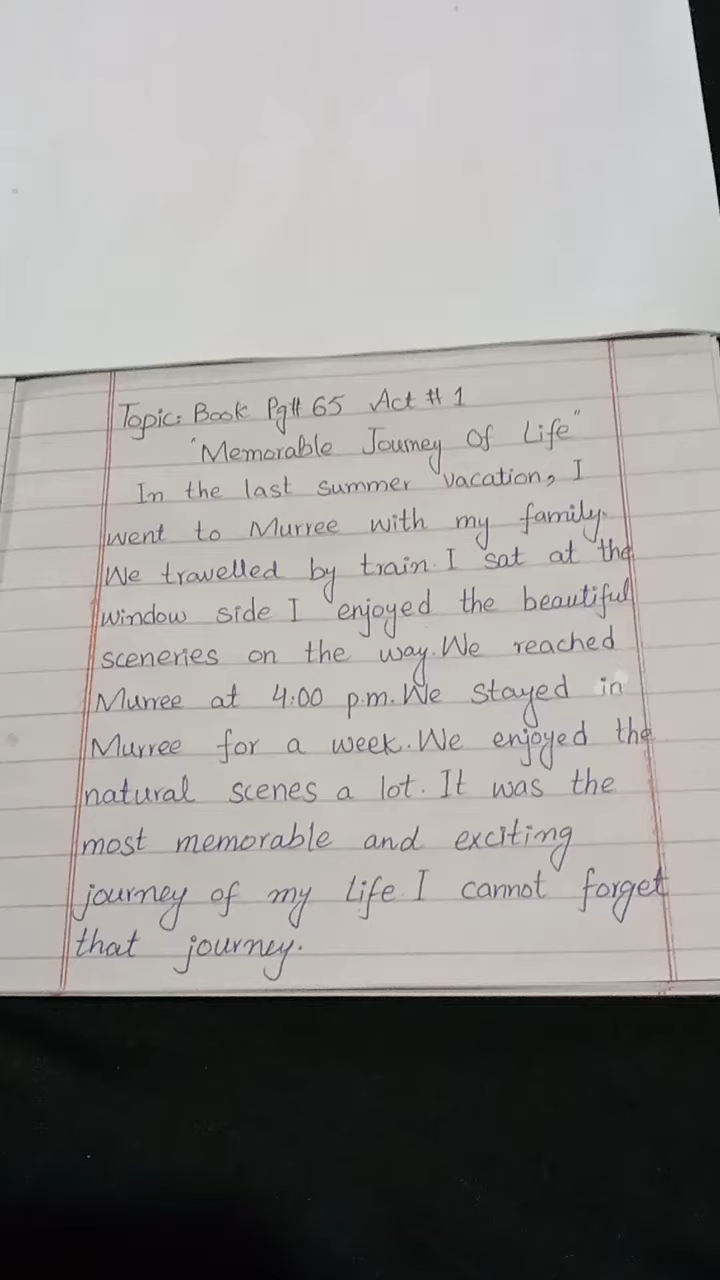 Topic: Book Pg# 65 Act # 1
"Memorable Journey Of Life"
In the last summer vacation, I
went to Murree with my family.
We travelled by train. I sat at the
window side I enjoyed the beautiful
sceneries on the way. We reached
Murree at 4:00 p.m. We stayed in
Murree for a week. We enjoyed the
natural scenes a lot. It was the
most memorable and exciting
journey of my life. I cannot forget
that journey.